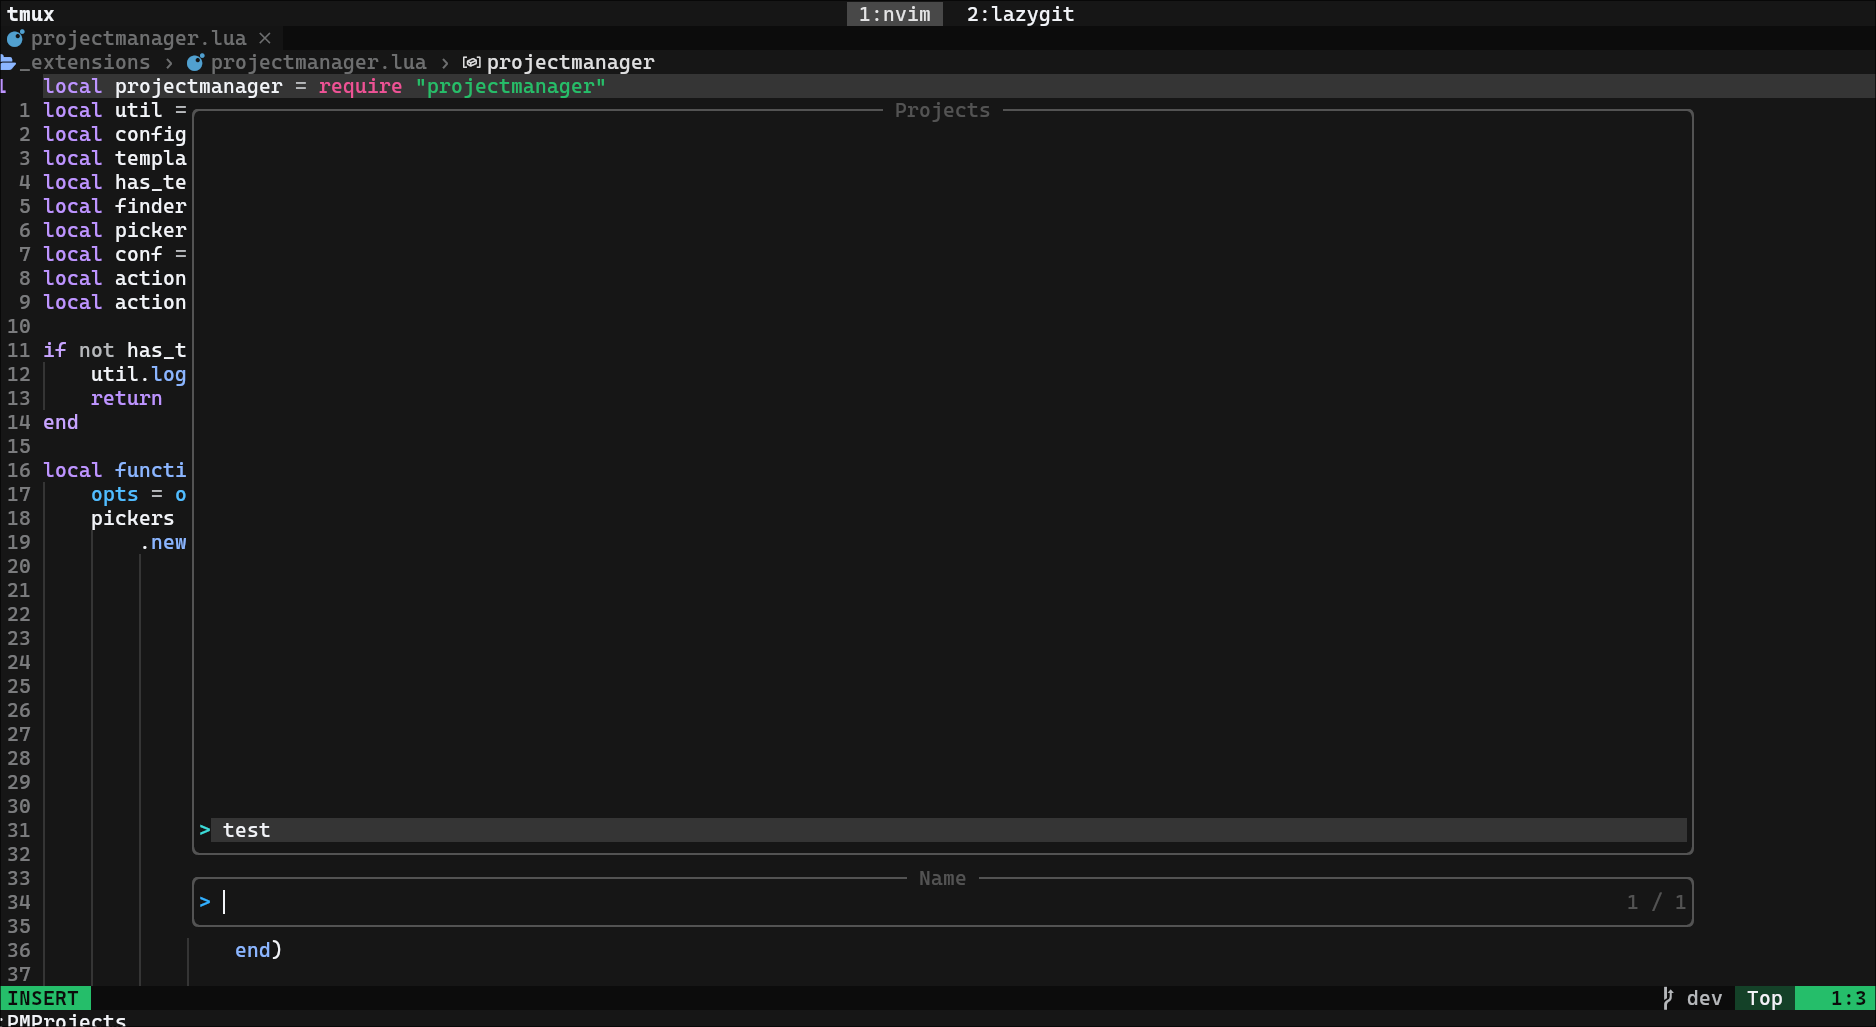 tmux 1:nvim 2:lazygit
projectmanager.lua ×
_extensions › projectmanager.lua › projectmanager
1 local projectmanager = require "projectmanager"
1 local util = Projects
2 local config
3 local templa
4 local has_te
5 local finder
6 local picker
7 local conf =
8 local action
9 local action
10
11 if not has_t
12 util.log
13 return
14 end
15
16 local functi
17 opts = o
18 pickers
19 .new
20
21
22
23
24
25
26
27
28
29
30
31 > test
32
33 Name
34 > 1 / 1
35
36 end)
37
INSERT dev Top 1:3
:PMProjects